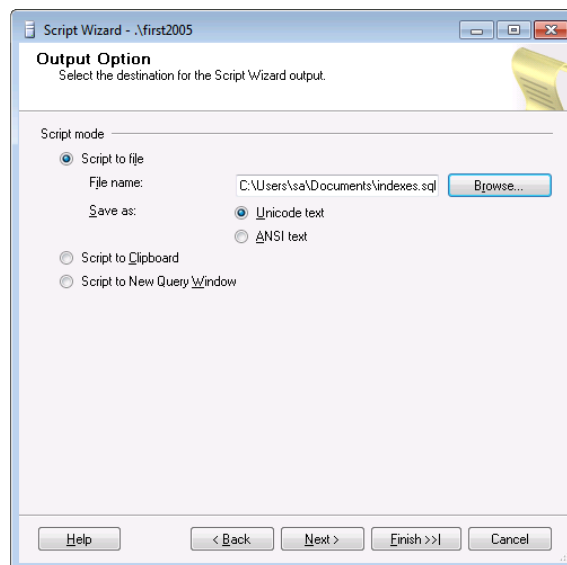 Script Wizard - .\first2005
Output Option
Select the destination for the Script Wizard output.
Script mode
Script to file
File name:
C:\Users\sa\Documents\indexes.sql
Browse...
Save as:
Unicode text
ANSI text
Script to Clipboard
Script to New Query Window
Help
< Back
Next >
Finish >>|
Cancel